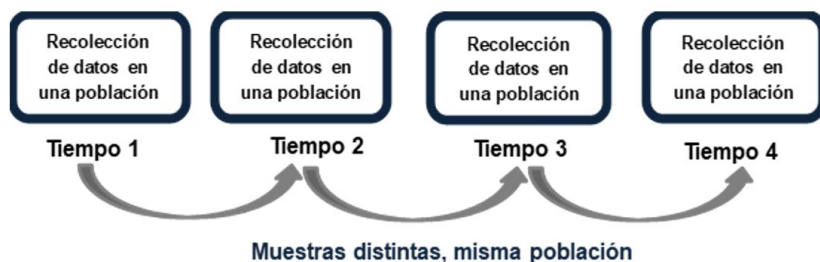 Recolección
de datos en
una población
Recolección
de datos en
una población
Recolección
de datos en
una población
Recolección
de datos en
una población
Tiempo 1
Tiempo 2
Tiempo 3
Tiempo 4
Muestras distintas, misma población